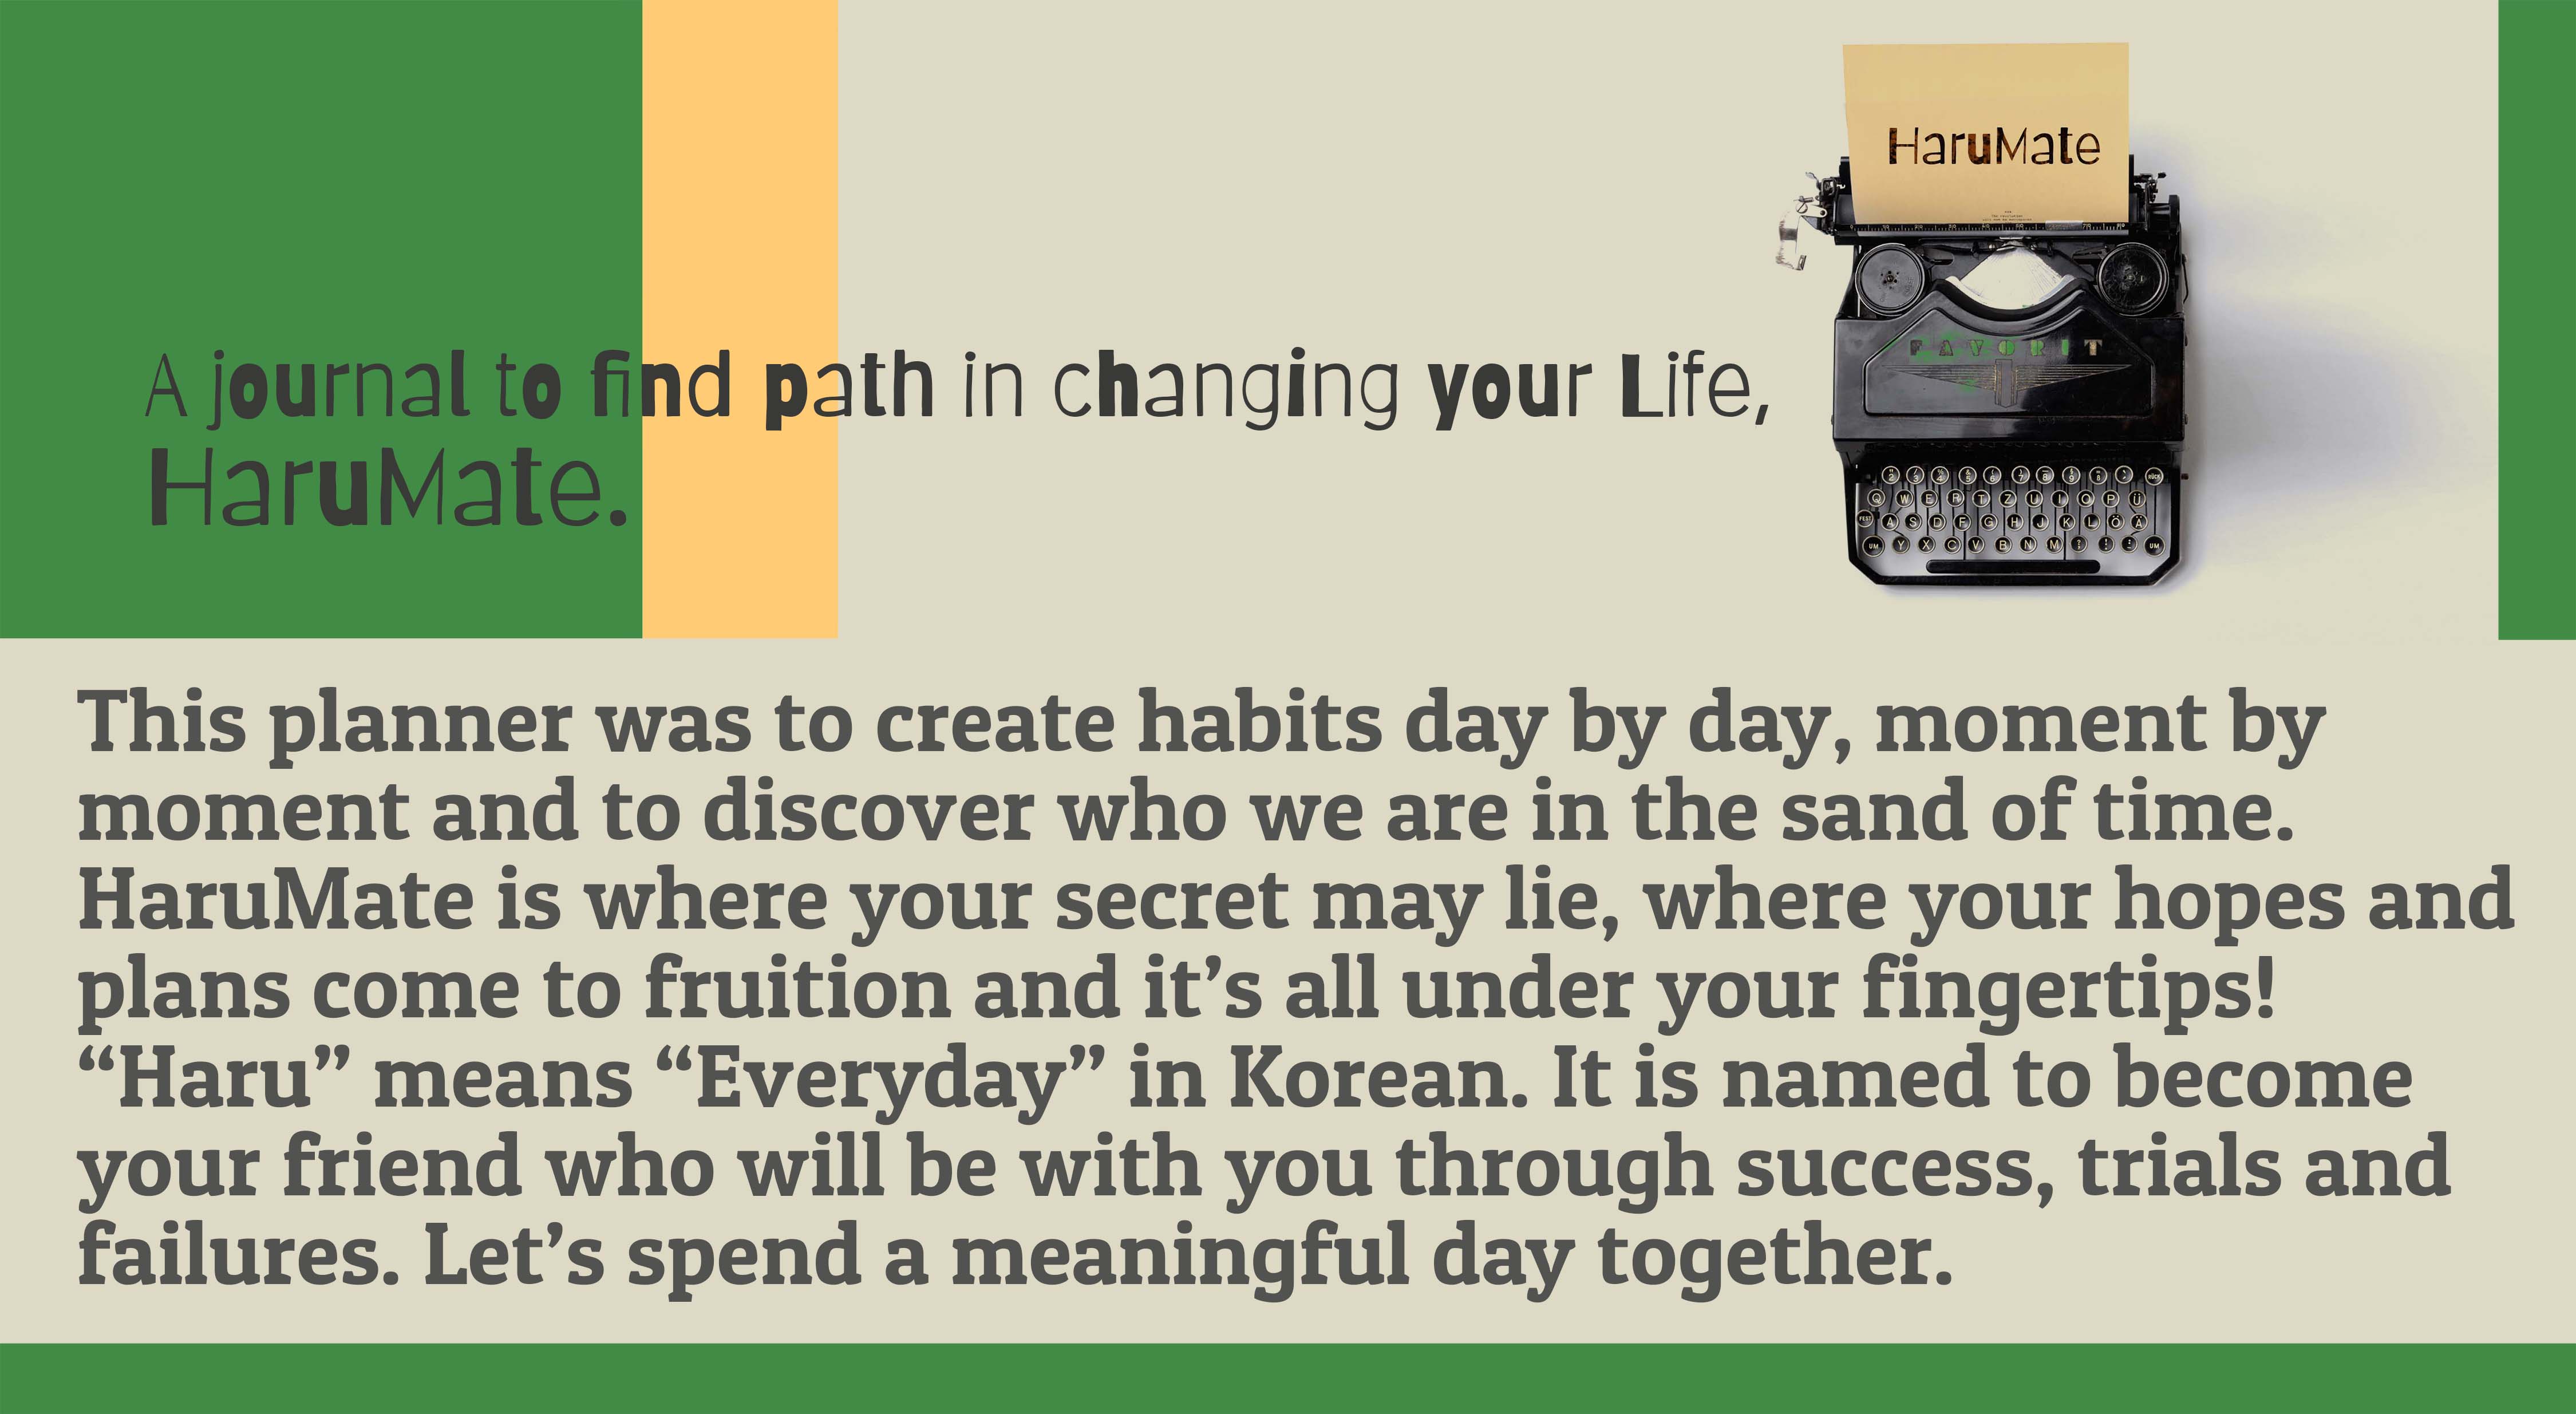 HaruMate
A journal to find path in changing your Life,
HaruMate.
FAVORIT
This planner was to create habits day by day, moment by
moment and to discover who we are in the sand of time.
HaruMate is where your secret may lie, where your hopes and
plans come to fruition and it’s all under your fingertips!
“Haru” means “Everyday” in Korean. It is named to become
your friend who will be with you through success, trials and
failures. Let’s spend a meaningful day together.